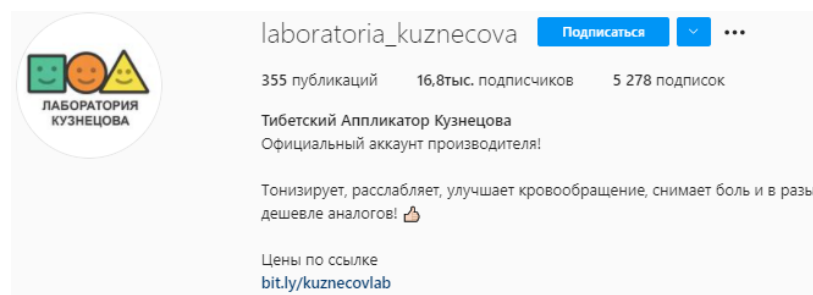 laboratoria_kuznecova Подписаться
355 публикаций 16,8тыс. подписчиков 5 278 подписок
ЛАБОРАТОРИЯ
КУЗНЕЦОВА
Тибетский Аппликатор Кузнецова
Официальный аккаунт производителя!
Тонизирует, расслабляет, улучшает кровообращение, снимает боль и в разы
дешевле аналогов!
Цены по ссылке
bit.ly/kuznecovlab